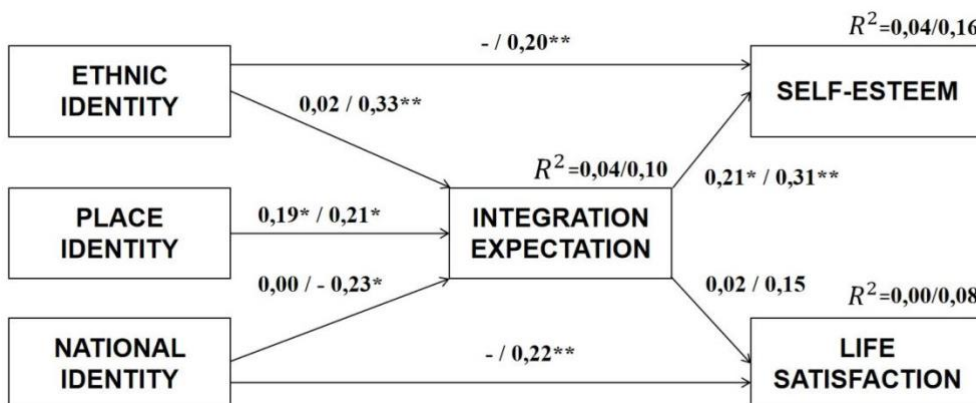 R²=0,04/0,16
- / 0,20**
ETHNIC
IDENTITY
SELF-ESTEEM
0,02 / 0,33**
R²=0,04/0,10
0,21* / 0,31**
PLACE
IDENTITY
0,19* / 0,21*
INTEGRATION
EXPECTATION
0,00 / - 0,23*
0,02 / 0,15
R²=0,00/0,08
NATIONAL
IDENTITY
- / 0,22**
LIFE
SATISFACTION